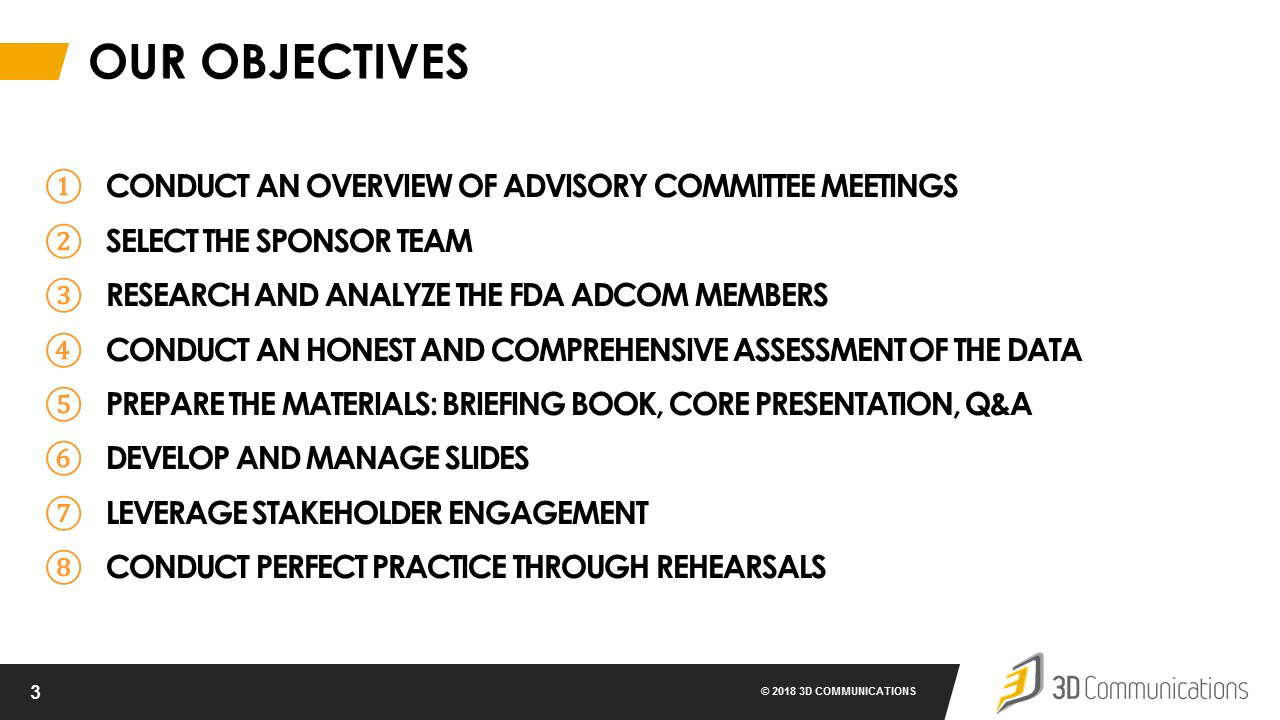 OUR OBJECTIVES
① CONDUCT AN OVERVIEW OF ADVISORY COMMITTEE MEETINGS
② SELECT THE SPONSOR TEAM
③ RESEARCH AND ANALYZE THE FDA ADCOM MEMBERS
④ CONDUCT AN HONEST AND COMPREHENSIVE ASSESSMENT OF THE DATA
⑤ PREPARE THE MATERIALS: BRIEFING BOOK, CORE PRESENTATION, Q&A
⑥ DEVELOP AND MANAGE SLIDES
⑦ LEVERAGE STAKEHOLDER ENGAGEMENT
⑧ CONDUCT PERFECT PRACTICE THROUGH REHEARSALS
3
© 2018 3D COMMUNICATIONS
3D Communications